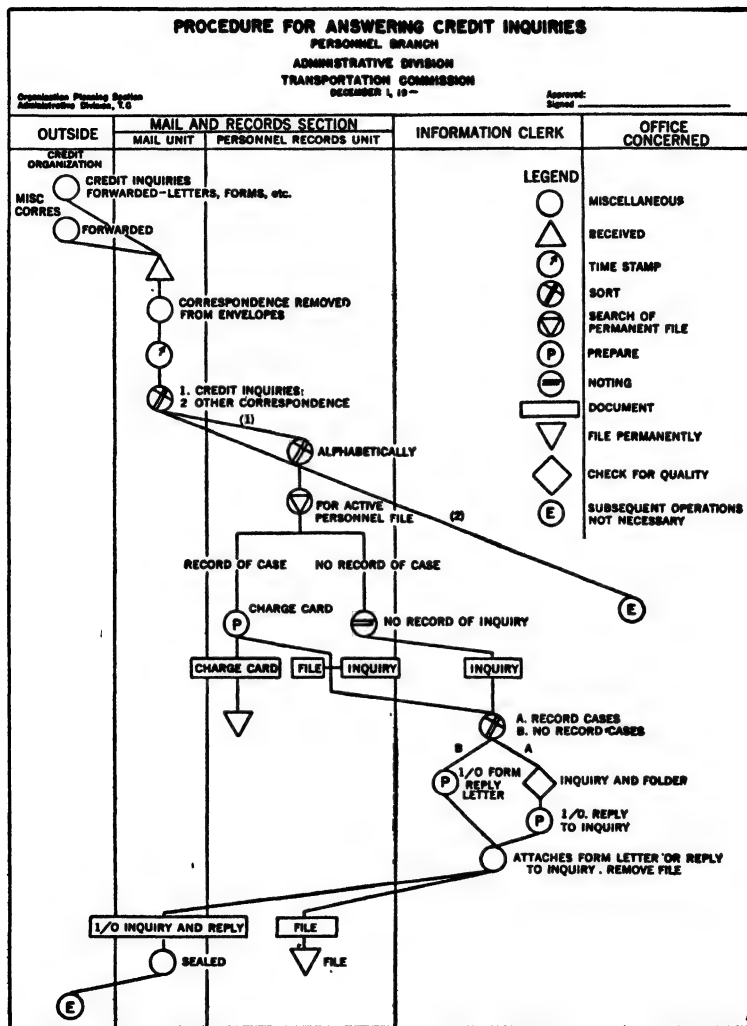 PROCEDURE FOR ANSWERING CREDIT INQUIRIES
PERSONNEL BRANCH
ADMINISTRATIVE DIVISION
TRANSPORTATION COMMISSION
DECEMBER 1, 19—
Organization Planning Section
Administrative Division, T.C
Approved:
Signed
OUTSIDE
MAIL AND RECORDS SECTION
MAIL UNIT
PERSONNEL RECORDS UNIT
INFORMATION CLERK
OFFICE
CONCERNED
CREDIT
ORGANIZATION
CREDIT INQUIRIES
FORWARDED-LETTERS, FORMS, etc.
MISC
CORRES
FORWARDED
LEGEND
MISCELLANEOUS
RECEIVED
TIME STAMP
SORT
SEARCH OF
PERMANENT FILE
P
PREPARE
NOTING
DOCUMENT
FILE PERMANENTLY
CHECK FOR QUALITY
E
SUBSEQUENT OPERATIONS
NOT NECESSARY
CORRESPONDENCE REMOVED
FROM ENVELOPES
1. CREDIT INQUIRIES:
2 OTHER CORRESPONDENCE
(1)
ALPHABETICALLY
FOR ACTIVE
PERSONNEL FILE
(2)
RECORD OF CASE
NO RECORD OF CASE
E
P
CHARGE CARD
NO RECORD OF INQUIRY
CHARGE CARD
FILE
INQUIRY
INQUIRY
A. RECORD CASES
B. NO RECORD CASES
B
A
P
1/O FORM
REPLY
LETTER
INQUIRY AND FOLDER
P
1/O. REPLY
TO INQUIRY
ATTACHES FORM LETTER OR REPLY
TO INQUIRY. REMOVE FILE
1/O INQUIRY AND REPLY
FILE
SEALED
FILE
E